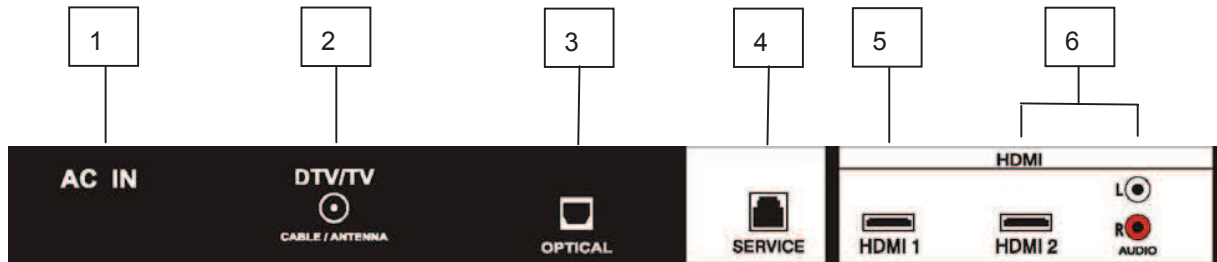 1 2 3 4 5 6
HDMI
AC IN
DTV/TV
CABLE / ANTENNA
OPTICAL
SERVICE
HDMI 1
HDMI 2
L
R
AUDIO